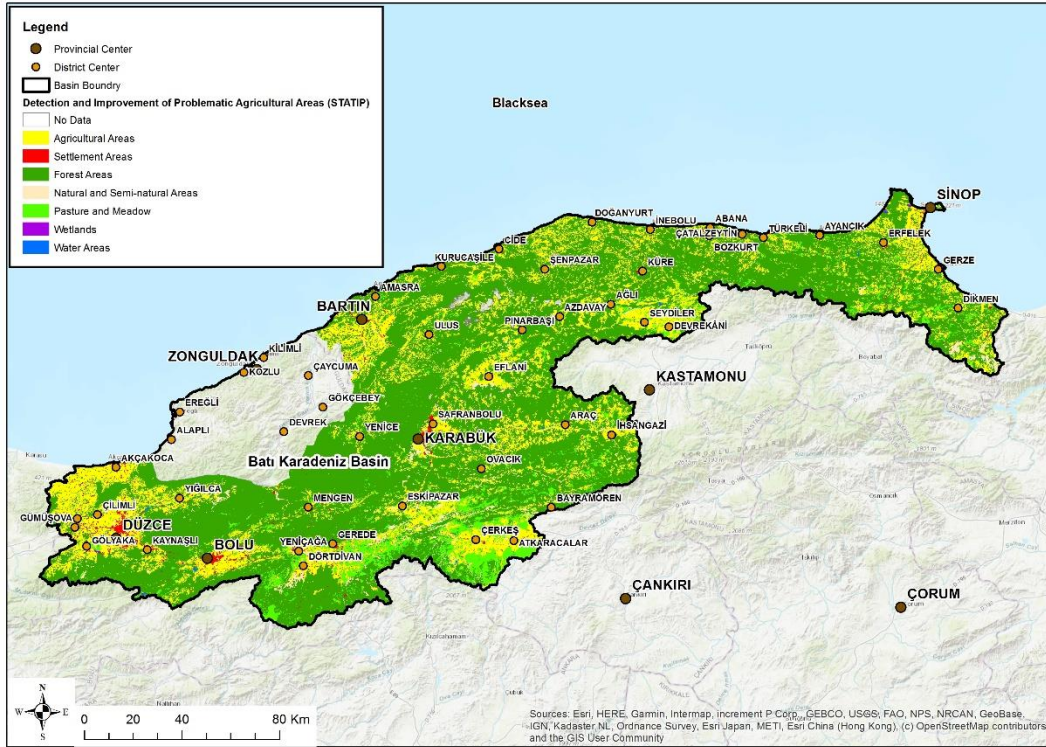 Legend
Provincial Center
District Center
Basin Boundry
Detection and Improvement of Problematic Agricultural Areas (STATIP)
No Data
Agricultural Areas
Settlement Areas
Forest Areas
Natural and Semi-natural Areas
Pasture and Meadow
Wetlands
Water Areas
Blacksea
SİNOP
DOĞANYURT
İNEBOLU
ABANA
ÇATALZEYTİN
TÜRKELİ
AYANCIK
BOZKURT
ERFELEK
CİDE
KURUCAŞİLE
ŞENPAZAR
KÜRE
GERZE
AMASRA
DİKMEN
BARTIN
AZDAVAY
AĞLI
SEYDİLER
PINARBAŞI
DEVREKÂNİ
ULUS
KİLİMLİ
ZONGULDAK
KOZLU
ÇAYCUMA
EFLANİ
KASTAMONU
GÖKÇEBEY
EREĞLİ
SAFRANBOLU
ARAÇ
İHSANGAZİ
DEVREK
YENİCE
KARABÜK
ALAPLI
Batı Karadeniz Basin
AKÇAKOCA
OVACIK
YIĞILCA
MENGEN
ESKİPAZAR
BAYRAMÖREN
GÜMÜŞOVA
ÇİLİMLİ
DÜZCE
GÖLYAKA
KAYNAŞLI
BOLU
YENİÇAĞA
GEREDE
DÖRTDİVAN
ÇERKEŞ
ATKARACALAR
ÇANKIRI
ÇORUM
N
W
E
S
0 20 40 80 Km
Sources: Esri, HERE, Garmin, Intermap, increment P Corp., GEBCO, USGS, FAO, NPS, NRCAN, GeoBase,
IGN, Kadaster NL, Ordnance Survey, Esri Japan, METI, Esri China (Hong Kong), (c) OpenStreetMap contributors,
and the GIS User Community